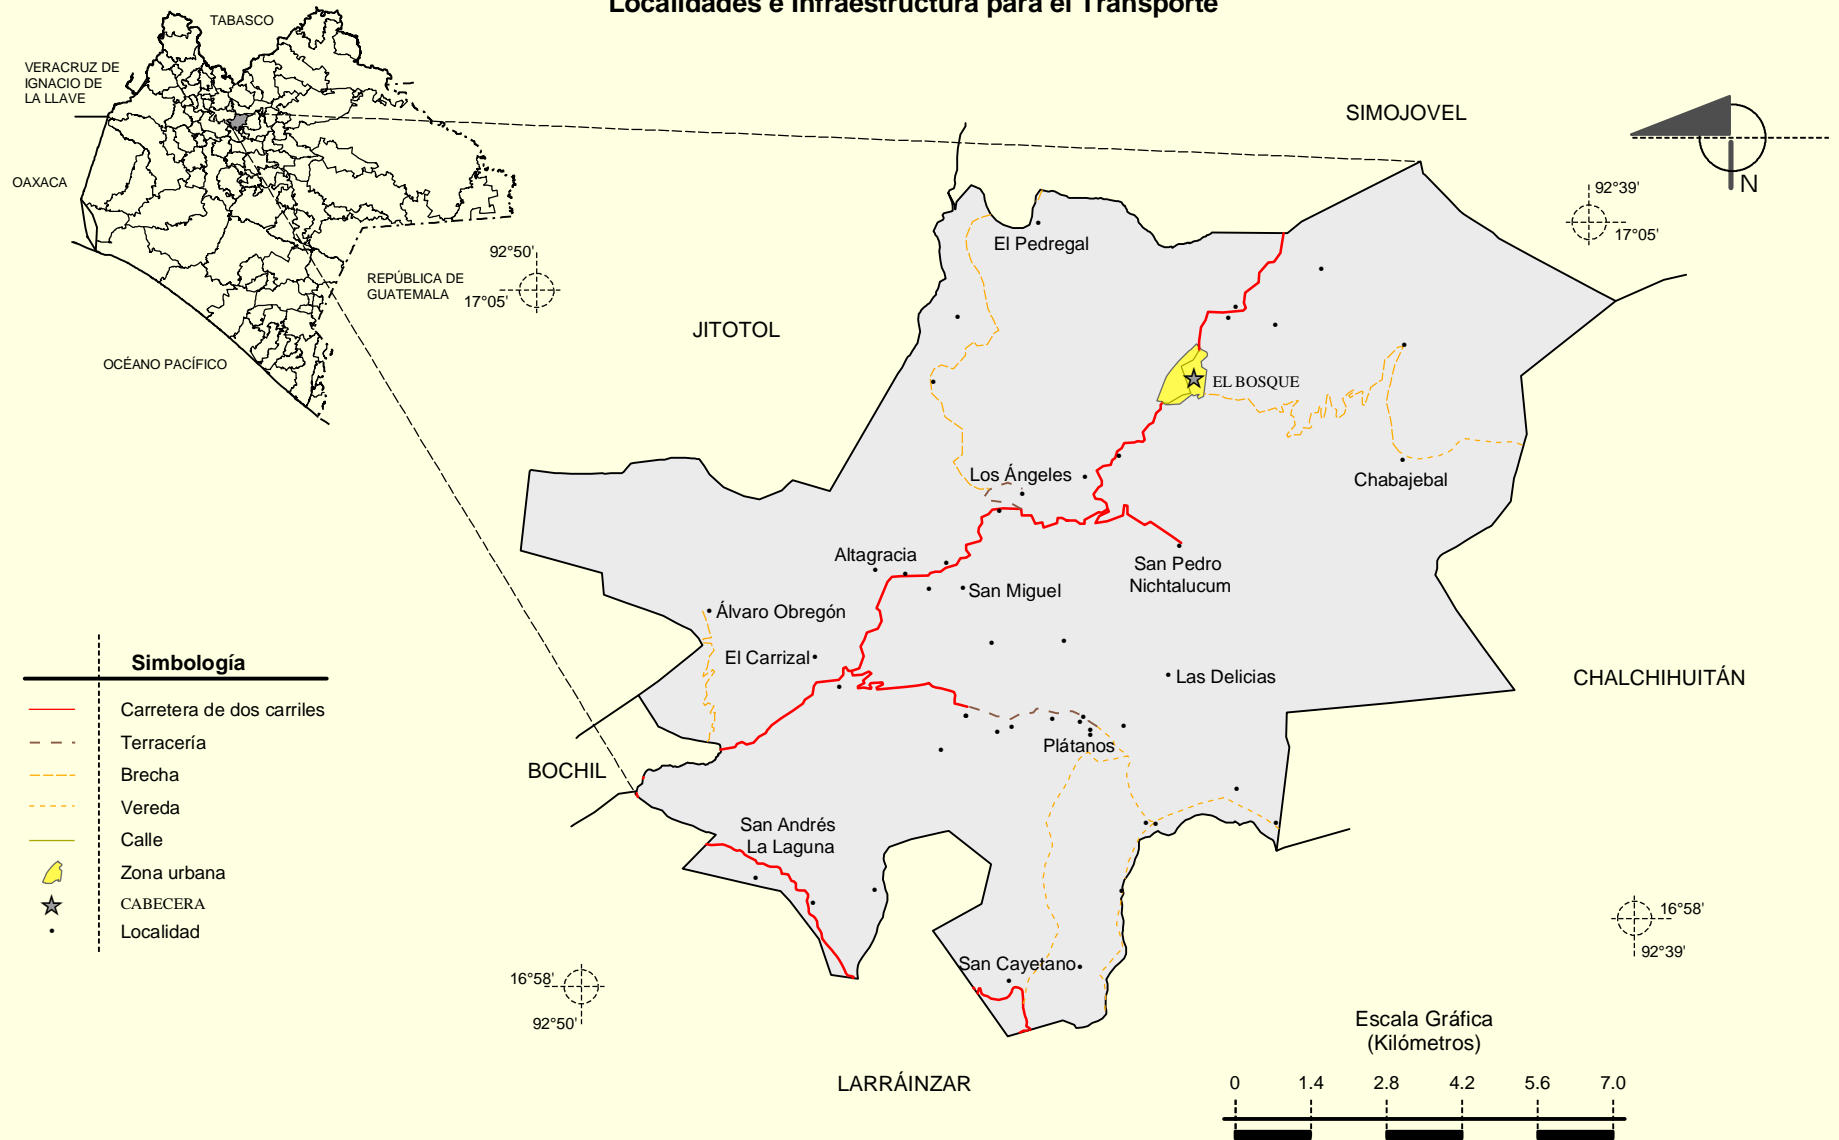 Localidades e Infraestructura para el Transporte
TABASCO
VERACRUZ DE
IGNACIO DE
LA LLAVE
OAXACA
REPÚBLICA DE
GUATEMALA
OCÉANO PACÍFICO
92°50'
17°05'
SIMOJOVEL
N
92°39'
17°05'
JITOTOL
El Pedregal
EL BOSQUE
Los Ángeles
Chabajebal
Altagracia
San Pedro
Nichtalucum
San Miguel
Álvaro Obregón
El Carrizal
Las Delicias
CHALCHIHUITÁN
Plátanos
BOCHIL
San Andrés
La Laguna
San Cayetano
16°58'
92°50'
16°58'
92°39'
LARRÁINZAR
Simbología
Carretera de dos carriles
Terracería
Brecha
Vereda
Calle
Zona urbana
CABECERA
Localidad
Escala Gráfica
(Kilómetros)
0 1.4 2.8 4.2 5.6 7.0